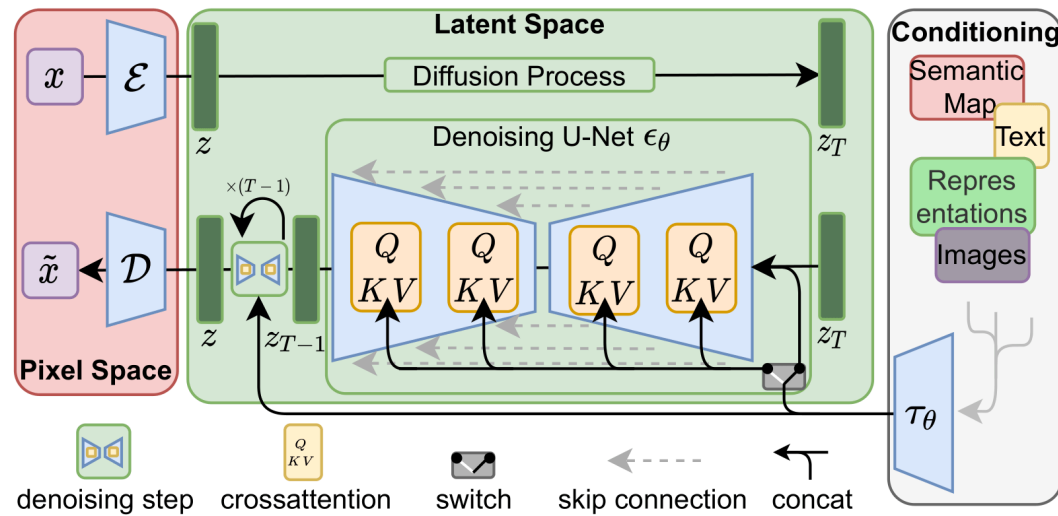 Latent Space
Conditioning
x
ℰ
z
Diffusion Process
z_T
Semantic
Map
Text
Repres
entations
Images
Denoising U-Net ϵ_θ
×(T−1)
Q
KV
Q
KV
Q
KV
Q
KV
x̃
𝒟
z
z_{T−1}
z_T
Pixel Space
τ_θ
Q
KV
denoising step
crossattention
switch
skip connection
concat